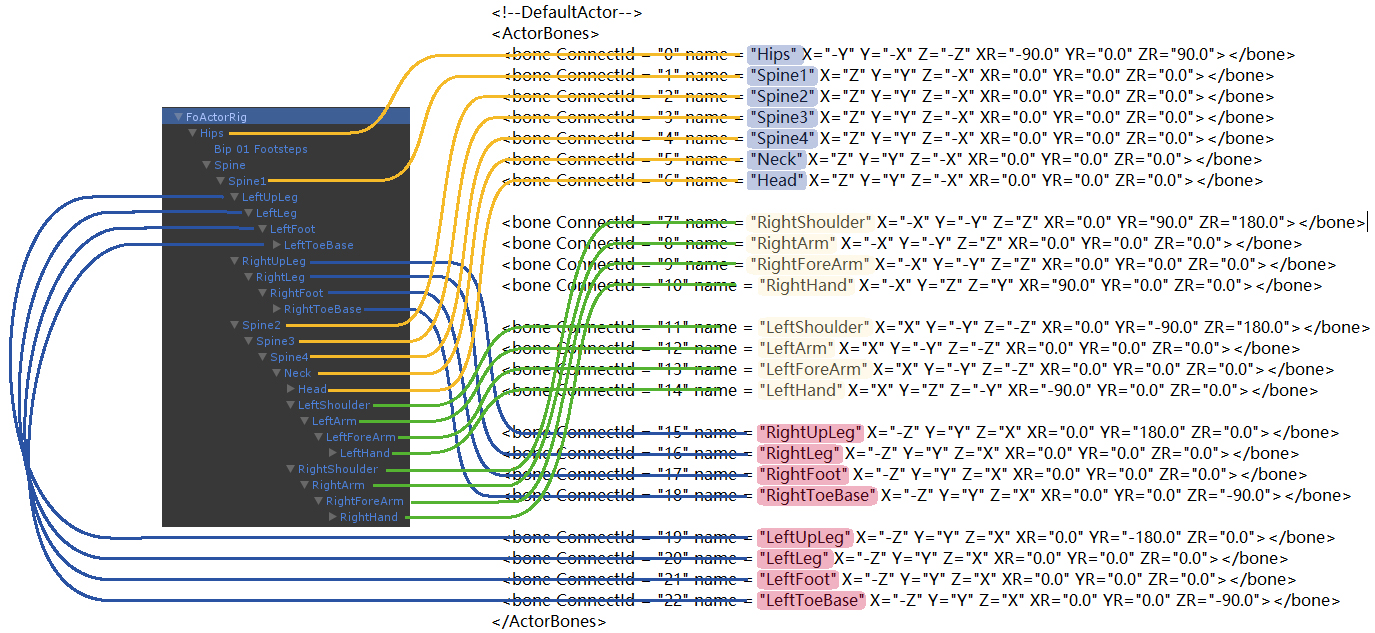 FoActorRig
Hips
Bip 01 Footsteps
Spine
Spine1
LeftUpLeg
LeftLeg
LeftFoot
LeftToeBase
RightUpLeg
RightLeg
RightFoot
RightToeBase
Spine2
Spine3
Spine4
Neck
Head
LeftShoulder
LeftArm
LeftForeArm
LeftHand
RightShoulder
RightArm
RightForeArm
RightHand
<!--DefaultActor-->
<ActorBones>
<bone ConnectId = "0" name = "Hips" X="-Y" Y="-X" Z="-Z" XR="-90.0" YR="0.0" ZR="90.0"></bone>
<bone ConnectId = "1" name = "Spine1" X="Z" Y="Y" Z="-X" XR="0.0" YR="0.0" ZR="0.0"></bone>
<bone ConnectId = "2" name = "Spine2" X="Z" Y="Y" Z="-X" XR="0.0" YR="0.0" ZR="0.0"></bone>
<bone ConnectId = "3" name = "Spine3" X="Z" Y="Y" Z="-X" XR="0.0" YR="0.0" ZR="0.0"></bone>
<bone ConnectId = "4" name = "Spine4" X="Z" Y="Y" Z="-X" XR="0.0" YR="0.0" ZR="0.0"></bone>
<bone ConnectId = "5" name = "Neck" X="Z" Y="Y" Z="-X" XR="0.0" YR="0.0" ZR="0.0"></bone>
<bone ConnectId = "6" name = "Head" X="Z" Y="Y" Z="-X" XR="0.0" YR="0.0" ZR="0.0"></bone>
<bone ConnectId = "7" name = "RightShoulder" X="-X" Y="-Y" Z="Z" XR="0.0" YR="90.0" ZR="180.0"></bone>
<bone ConnectId = "8" name = "RightArm" X="-X" Y="-Y" Z="Z" XR="0.0" YR="0.0" ZR="0.0"></bone>
<bone ConnectId = "9" name = "RightForeArm" X="-X" Y="-Y" Z="Z" XR="0.0" YR="0.0" ZR="0.0"></bone>
<bone ConnectId = "10" name = "RightHand" X="-X" Y="Z" Z="Y" XR="90.0" YR="0.0" ZR="0.0"></bone>
<bone ConnectId = "11" name = "LeftShoulder" X="X" Y="-Y" Z="-Z" XR="0.0" YR="-90.0" ZR="180.0"></bone>
<bone ConnectId = "12" name = "LeftArm" X="X" Y="-Y" Z="-Z" XR="0.0" YR="0.0" ZR="0.0"></bone>
<bone ConnectId = "13" name = "LeftForeArm" X="X" Y="-Y" Z="-Z" XR="0.0" YR="0.0" ZR="0.0"></bone>
<bone ConnectId = "14" name = "LeftHand" X="X" Y="Z" Z="-Y" XR="-90.0" YR="0.0" ZR="0.0"></bone>
<bone ConnectId = "15" name = "RightUpLeg" X="-Z" Y="Y" Z="X" XR="0.0" YR="180.0" ZR="0.0"></bone>
<bone ConnectId = "16" name = "RightLeg" X="-Z" Y="Y" Z="X" XR="0.0" YR="0.0" ZR="0.0"></bone>
<bone ConnectId = "17" name = "RightFoot" X="-Z" Y="Y" Z="X" XR="0.0" YR="0.0" ZR="0.0"></bone>
<bone ConnectId = "18" name = "RightToeBase" X="-Z" Y="Y" Z="X" XR="0.0" YR="0.0" ZR="-90.0"></bone>
<bone ConnectId = "19" name = "LeftUpLeg" X="-Z" Y="Y" Z="X" XR="0.0" YR="-180.0" ZR="0.0"></bone>
<bone ConnectId = "20" name = "LeftLeg" X="-Z" Y="Y" Z="X" XR="0.0" YR="0.0" ZR="0.0"></bone>
<bone ConnectId = "21" name = "LeftFoot" X="-Z" Y="Y" Z="X" XR="0.0" YR="0.0" ZR="0.0"></bone>
<bone ConnectId = "22" name = "LeftToeBase" X="-Z" Y="Y" Z="X" XR="0.0" YR="0.0" ZR="-90.0"></bone>
</ActorBones>